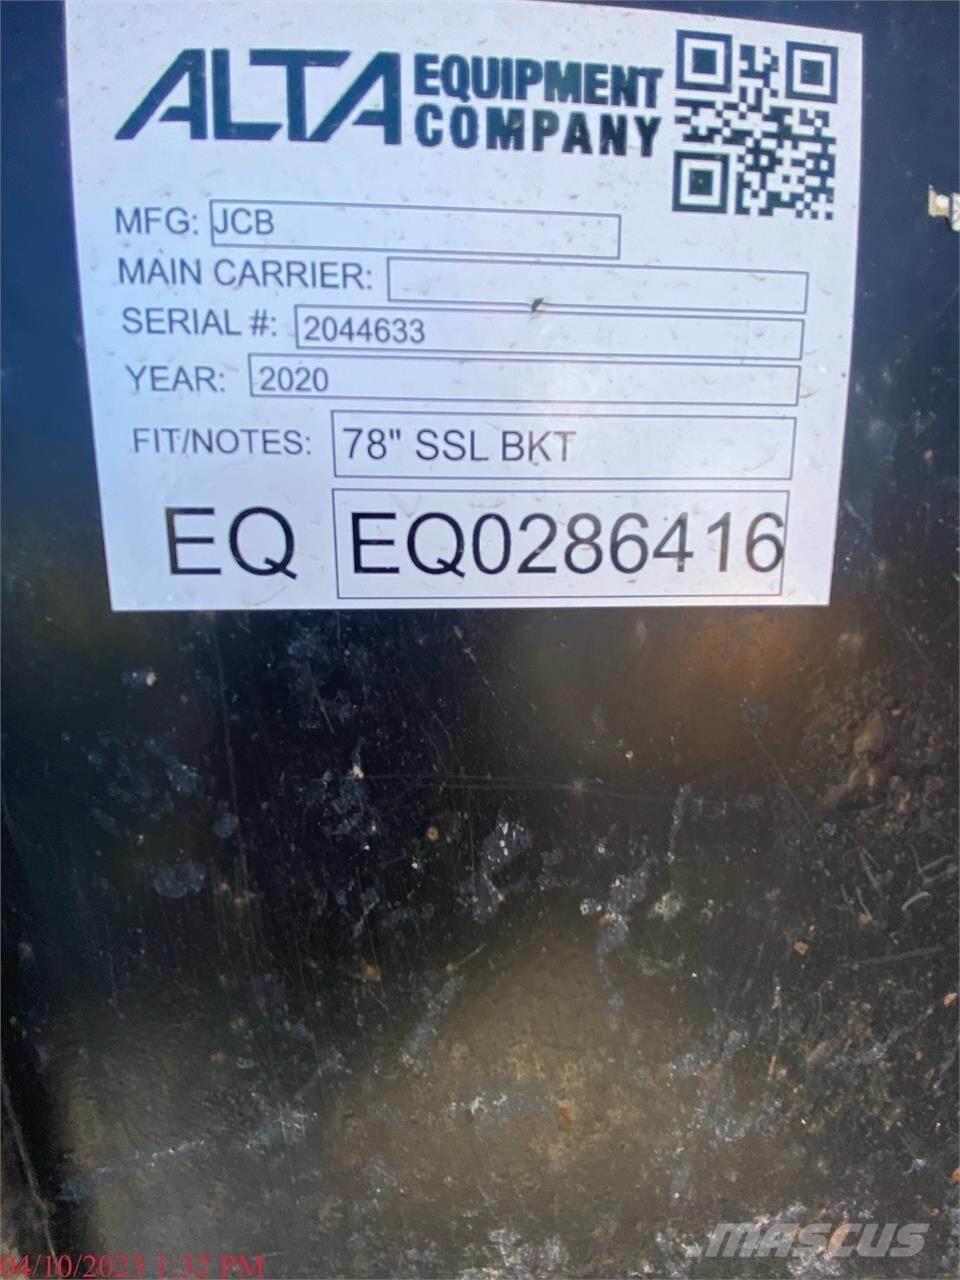 ALTA EQUIPMENT
COMPANY
MFG: JCB
MAIN CARRIER:
SERIAL #: 2044633
YEAR: 2020
FIT/NOTES: 78" SSL BKT
EQ EQ0286416
MASCUS
04/10/2023 1:32 PM